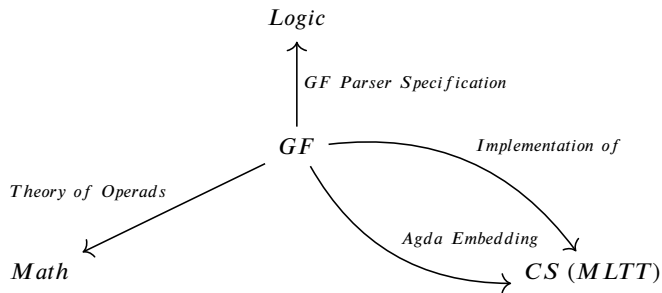 Logic
GF Parser Specification
GF
Implementation of
Theory of Operads
Agda Embedding
Math
CS (MLTT)